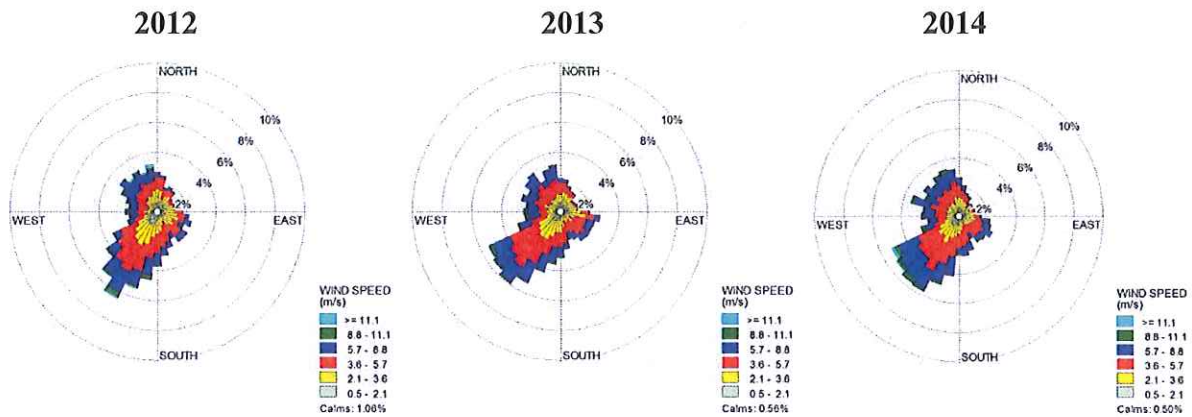 2012
NORTH
10%
8%
6%
4%
2%
WEST
EAST
SOUTH
WIND SPEED
(m/s)
>= 11.1
8.8 - 11.1
5.7 - 8.8
3.6 - 5.7
2.1 - 3.6
0.5 - 2.1
Calms: 1.06%
2013
NORTH
10%
8%
6%
4%
2%
WEST
EAST
SOUTH
WIND SPEED
(m/s)
>= 11.1
8.8 - 11.1
5.7 - 8.8
3.6 - 5.7
2.1 - 3.6
0.5 - 2.1
Calms: 0.56%
2014
NORTH
10%
8%
6%
4%
2%
WEST
EAST
SOUTH
WIND SPEED
(m/s)
>= 11.1
8.8 - 11.1
5.7 - 8.8
3.6 - 5.7
2.1 - 3.6
0.5 - 2.1
Calms: 0.50%